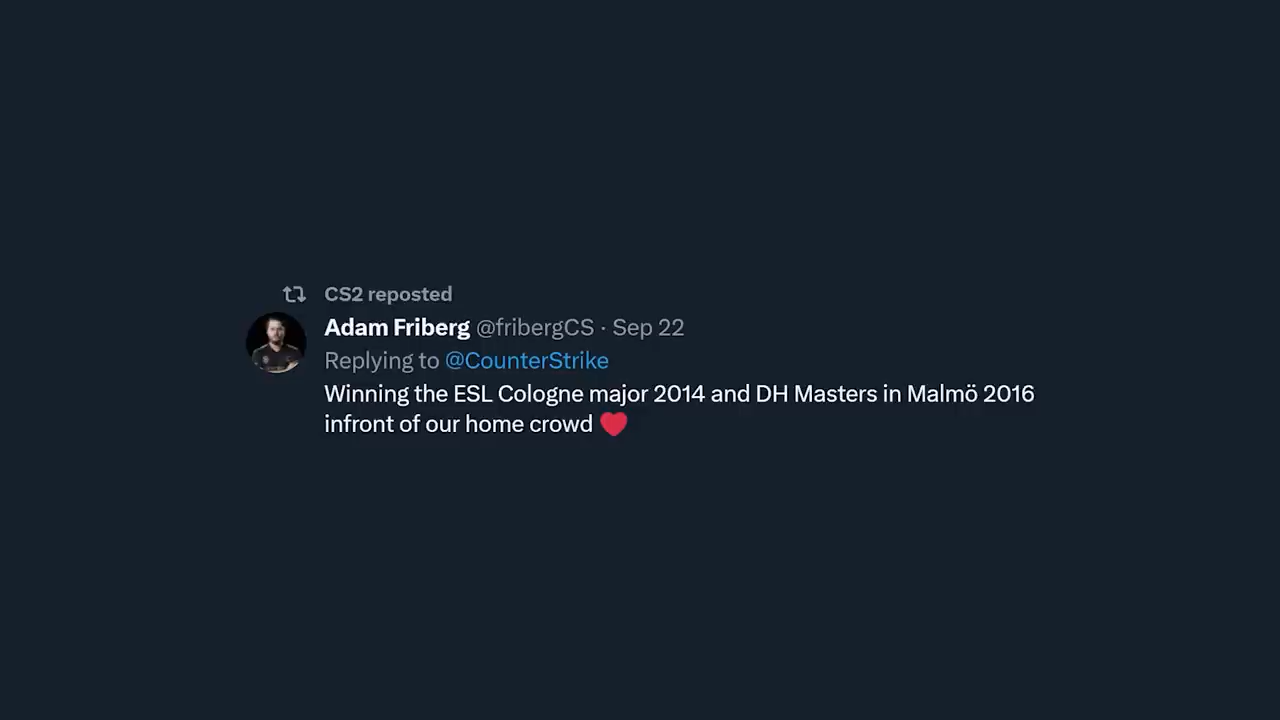 CS2 reposted
Adam Friberg @fribergCS · Sep 22
Replying to @CounterStrike
Winning the ESL Cologne major 2014 and DH Masters in Malmö 2016
infront of our home crowd ❤️